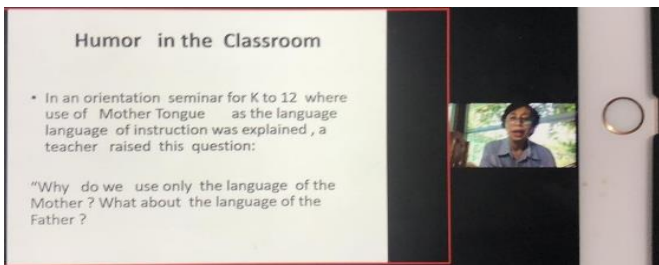 Humor in the Classroom
• In an orientation seminar for K to 12 where
use of Mother Tongue as the language
language of instruction was explained , a
teacher raised this question:
“Why do we use only the language of the
Mother ? What about the language of the
Father ?